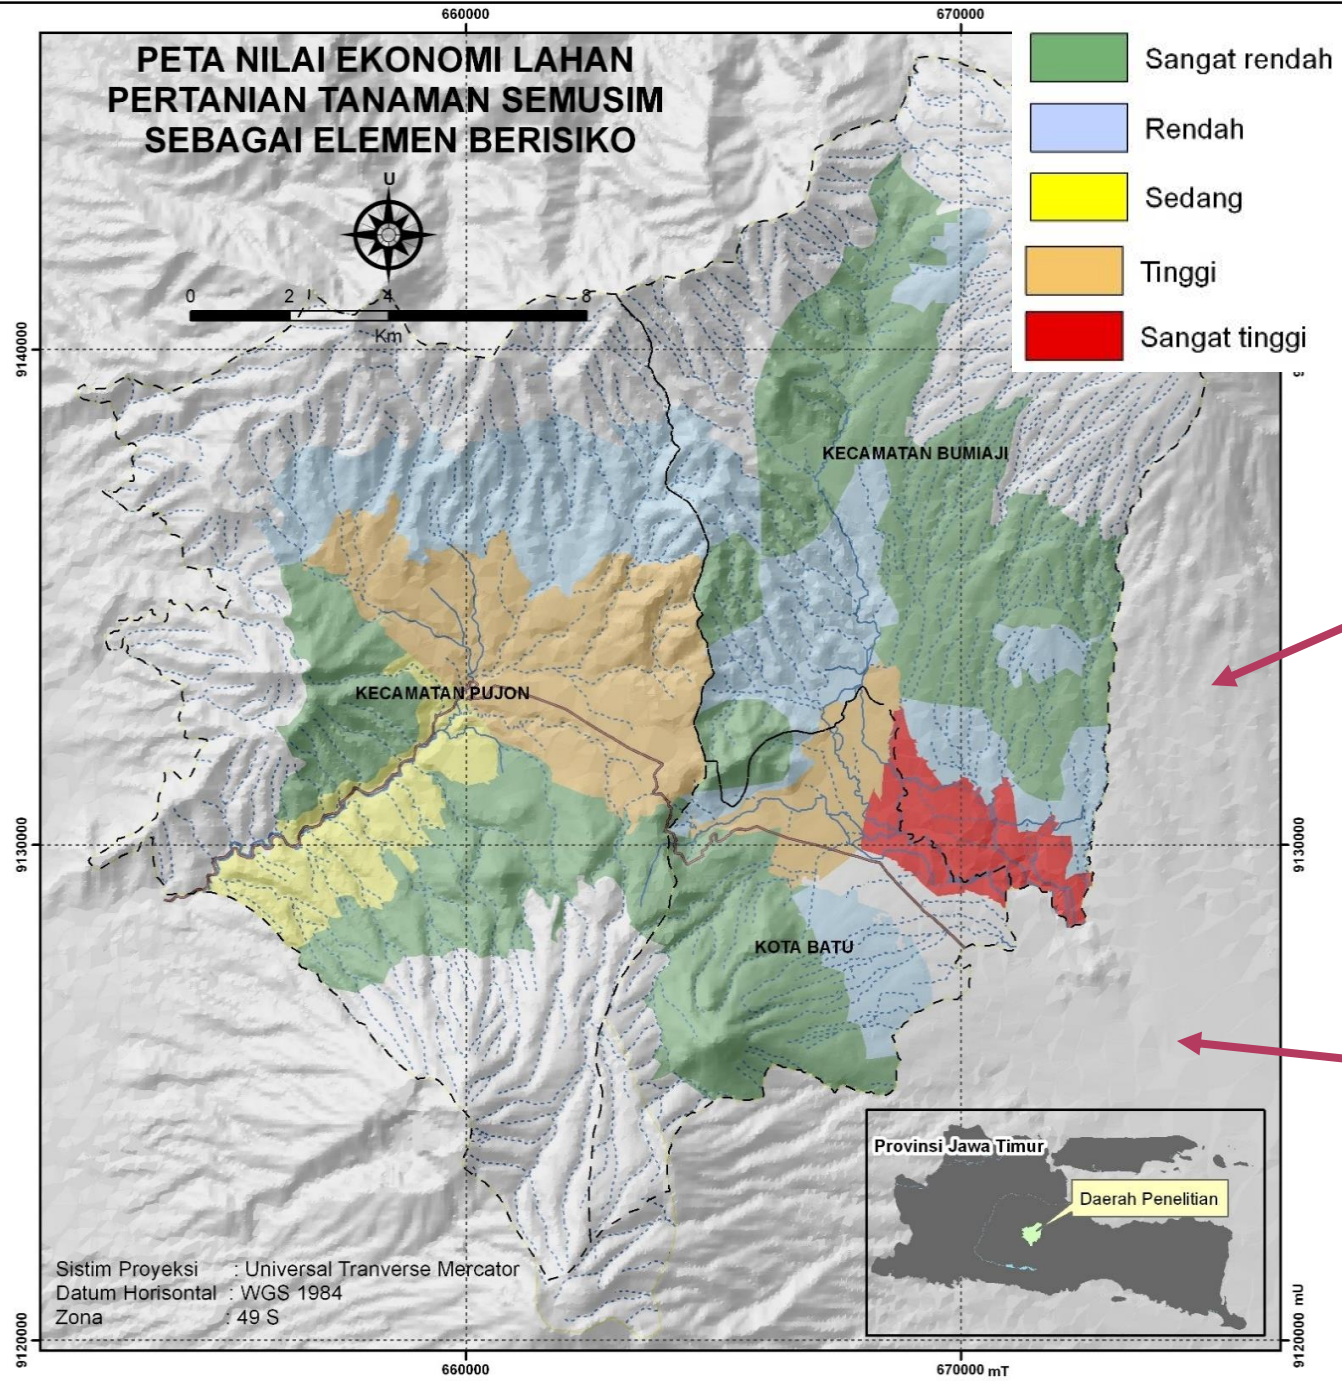 660000
670000
PETA NILAI EKONOMI LAHAN
PERTANIAN TANAMAN SEMUSIM
SEBAGAI ELEMEN BERISIKO
U
0 2 4 8
Km
Sangat rendah
Rendah
Sedang
Tinggi
Sangat tinggi
9140000
KECAMATAN BUMIAJI
KECAMATAN PUJON
9130000
9130000
KOTA BATU
Provinsi Jawa Timur
Daerah Penelitian
Sistim Proyeksi : Universal Tranverse Mercator
Datum Horisontal : WGS 1984
Zona : 49 S
9120000
9120000 mU
660000
670000 mT